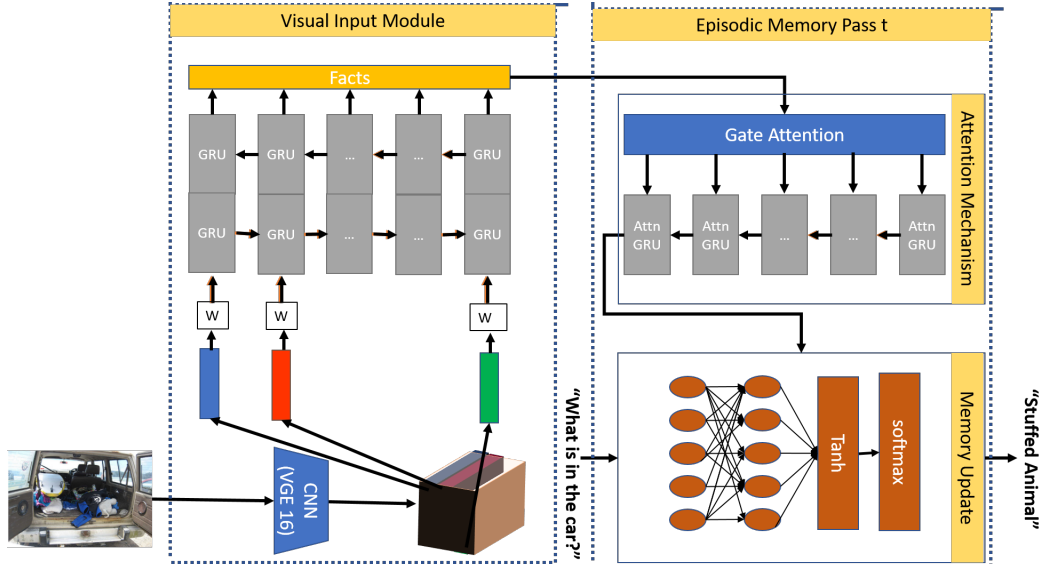 Visual Input Module
Facts
GRU
GRU
...
...
GRU
GRU
GRU
...
...
GRU
W
W
W
CNN
(VGE 16)
"What is in the car?"
Episodic Memory Pass t
Gate Attention
Attn
GRU
Attn
GRU
...
...
Attn
GRU
Attention Mechanism
Tanh
softmax
Memory Update
"Stuffed Animal"